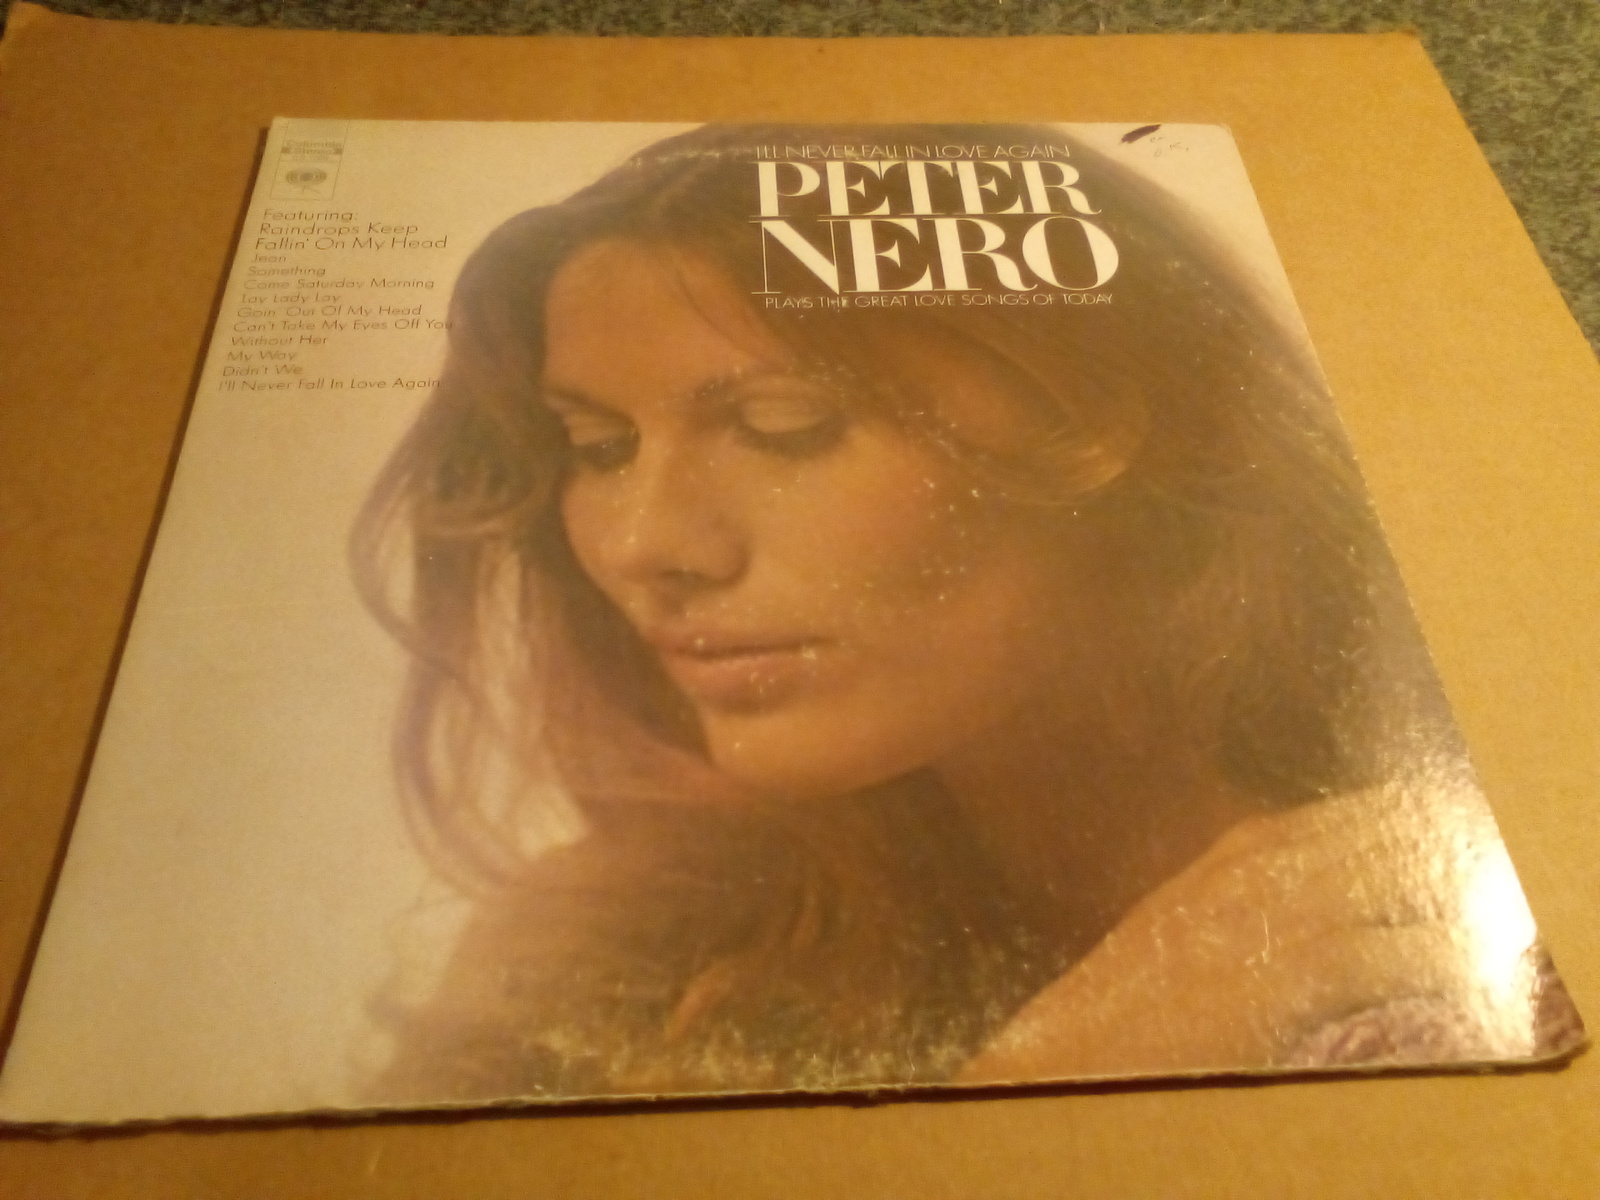 Columbia
Stereo
Featuring:
Raindrops Keep
Fallin' On My Head
Jean
Something
Come Saturday Morning
Lay Lady Lay
Goin' Out Of My Head
Can't Take My Eyes Off You
Without Her
My Way
Didn't We
I'll Never Fall In Love Again
I'LL NEVER FALL IN LOVE AGAIN
PETER
NERO
PLAYS THE GREAT LOVE SONGS OF TODAY